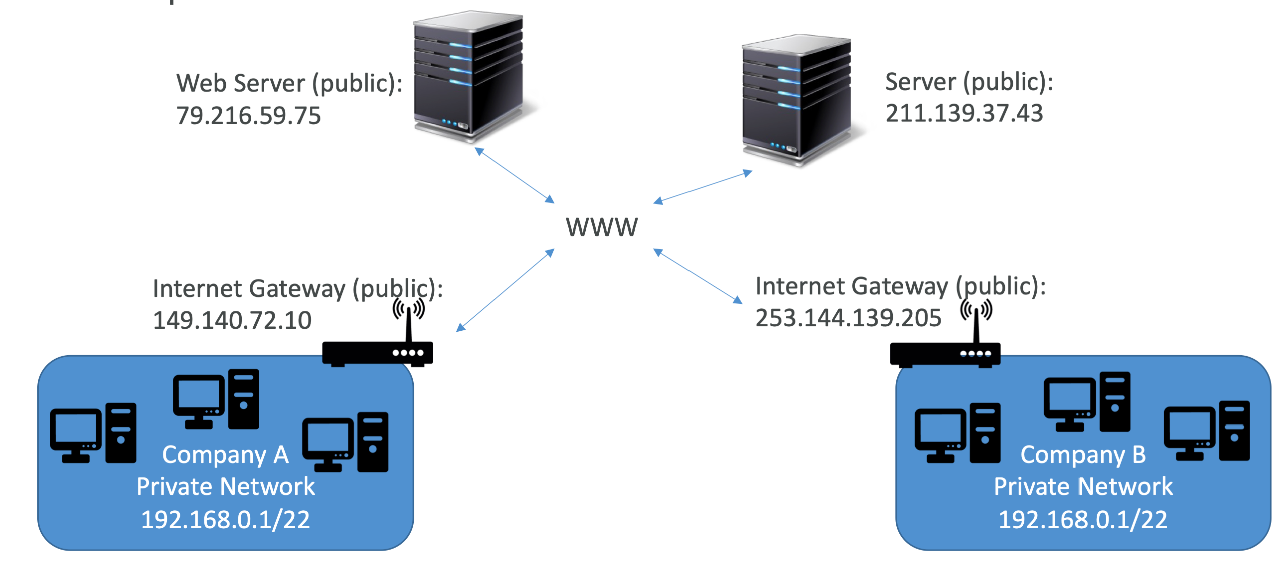 Web Server (public):
79.216.59.75
Server (public):
211.139.37.43
WWW
Internet Gateway (public):
149.140.72.10
Internet Gateway (public):
253.144.139.205
Company A
Private Network
192.168.0.1/22
Company B
Private Network
192.168.0.1/22